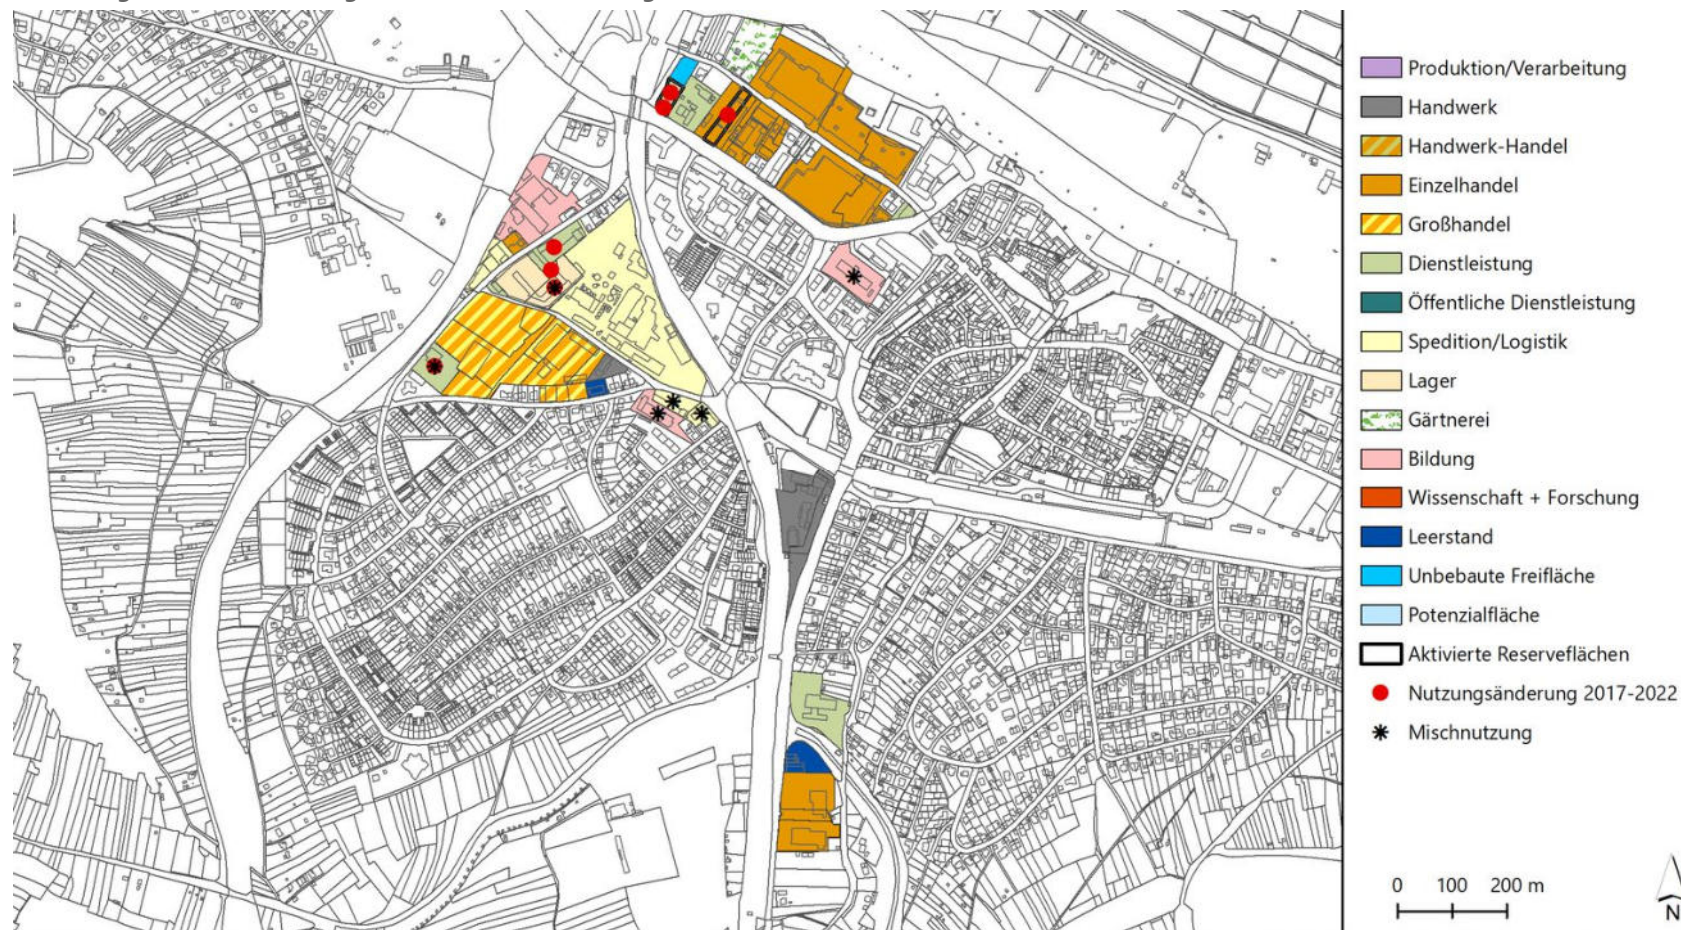 Produktion/Verarbeitung
Handwerk
Handwerk-Handel
Einzelhandel
Großhandel
Dienstleistung
Öffentliche Dienstleistung
Spedition/Logistik
Lager
Gärtnerei
Bildung
Wissenschaft + Forschung
Leerstand
Unbebaute Freifläche
Potenzialfläche
Aktivierte Reserveflächen
Nutzungsänderung 2017-2022
Mischnutzung
0 100 200 m
N